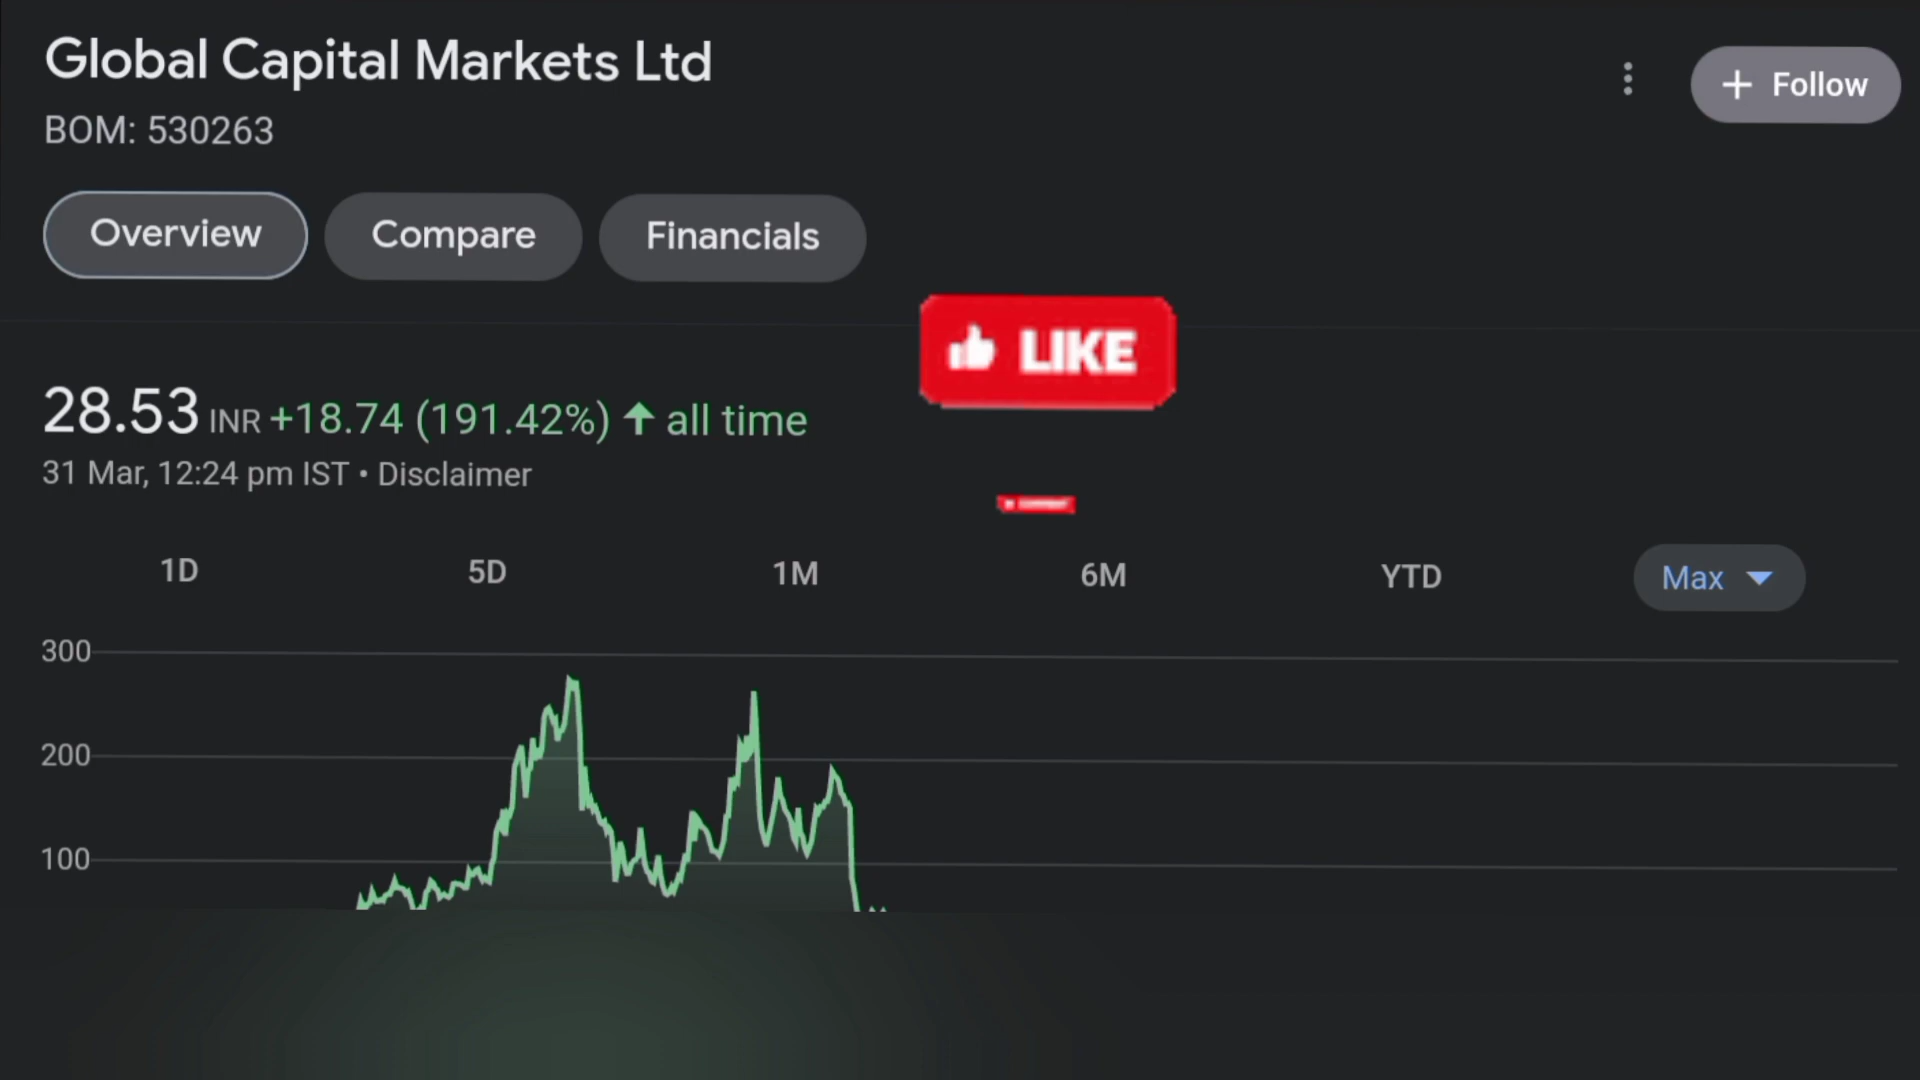 Global Capital Markets Ltd
+ Follow
BOM: 530263
Overview
Compare
Financials
LIKE
28.53 INR +18.74 (191.42%) ↑ all time
31 Mar, 12:24 pm IST • Disclaimer
1D
5D
1M
6M
YTD
Max
300
200
100